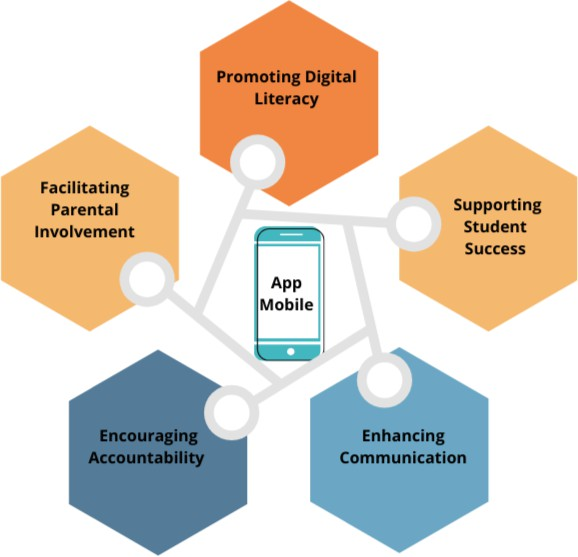 Promoting Digital
Literacy
Facilitating
Parental
Involvement
Supporting
Student
Success
App
Mobile
Encouraging
Accountability
Enhancing
Communication